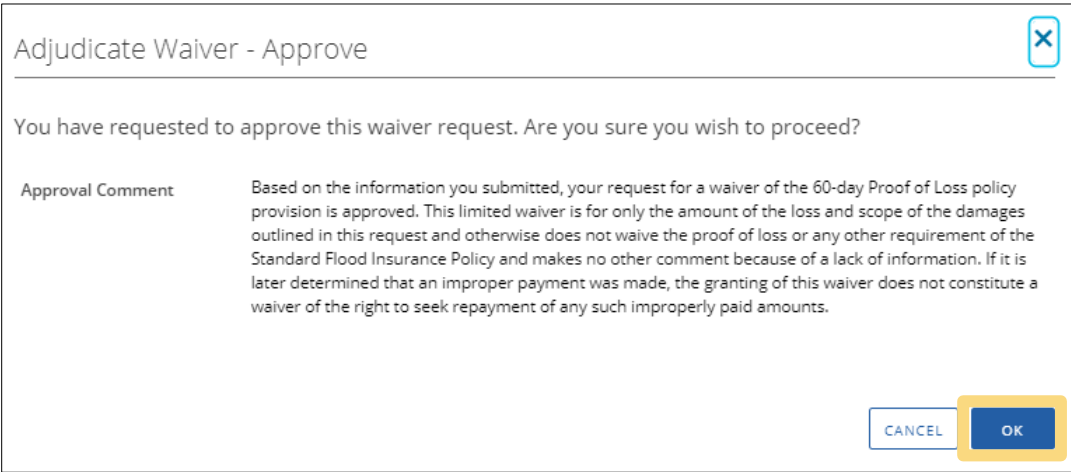 Adjudicate Waiver - Approve
You have requested to approve this waiver request. Are you sure you wish to proceed?
Approval Comment
Based on the information you submitted, your request for a waiver of the 60-day Proof of Loss policy
provision is approved. This limited waiver is for only the amount of the loss and scope of the damages
outlined in this request and otherwise does not waive the proof of loss or any other requirement of the
Standard Flood Insurance Policy and makes no other comment because of a lack of information. If it is
later determined that an improper payment was made, the granting of this waiver does not constitute a
waiver of the right to seek repayment of any such improperly paid amounts.
CANCEL
OK